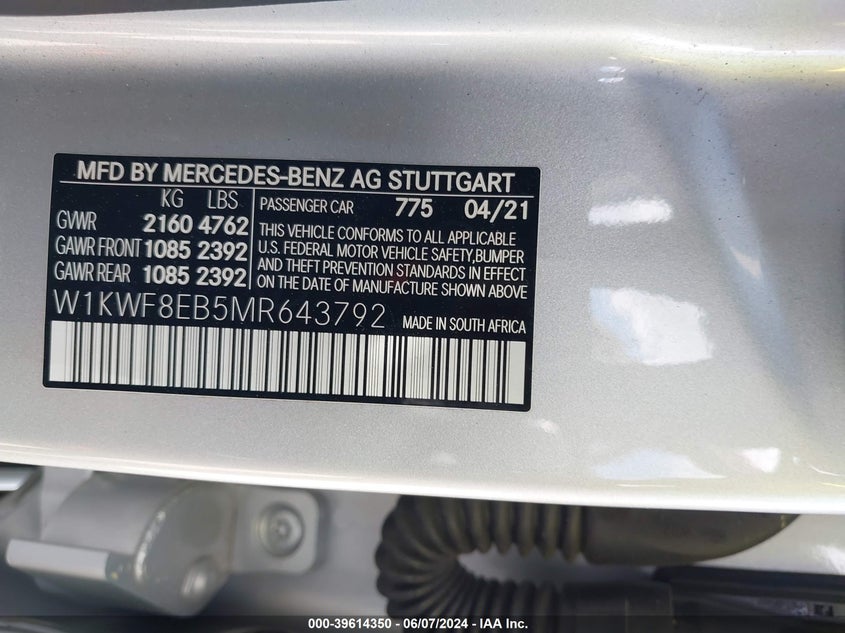 MFD BY MERCEDES-BENZ AG STUTTGART
KG LBS
GVWR 2160 4762
GAWR FRONT 1085 2392
GAWR REAR 1085 2392
PASSENGER CAR 775 04/21
THIS VEHICLE CONFORMS TO ALL APPLICABLE
U.S. FEDERAL MOTOR VEHICLE SAFETY,BUMPER
AND THEFT PREVENTION STANDARDS IN EFFECT
ON THE DATE OF MANUFACTURE SHOWN ABOVE
W1KWF8EB5MR643792 MADE IN SOUTH AFRICA
000-39614350 - 06/07/2024 - IAA Inc.